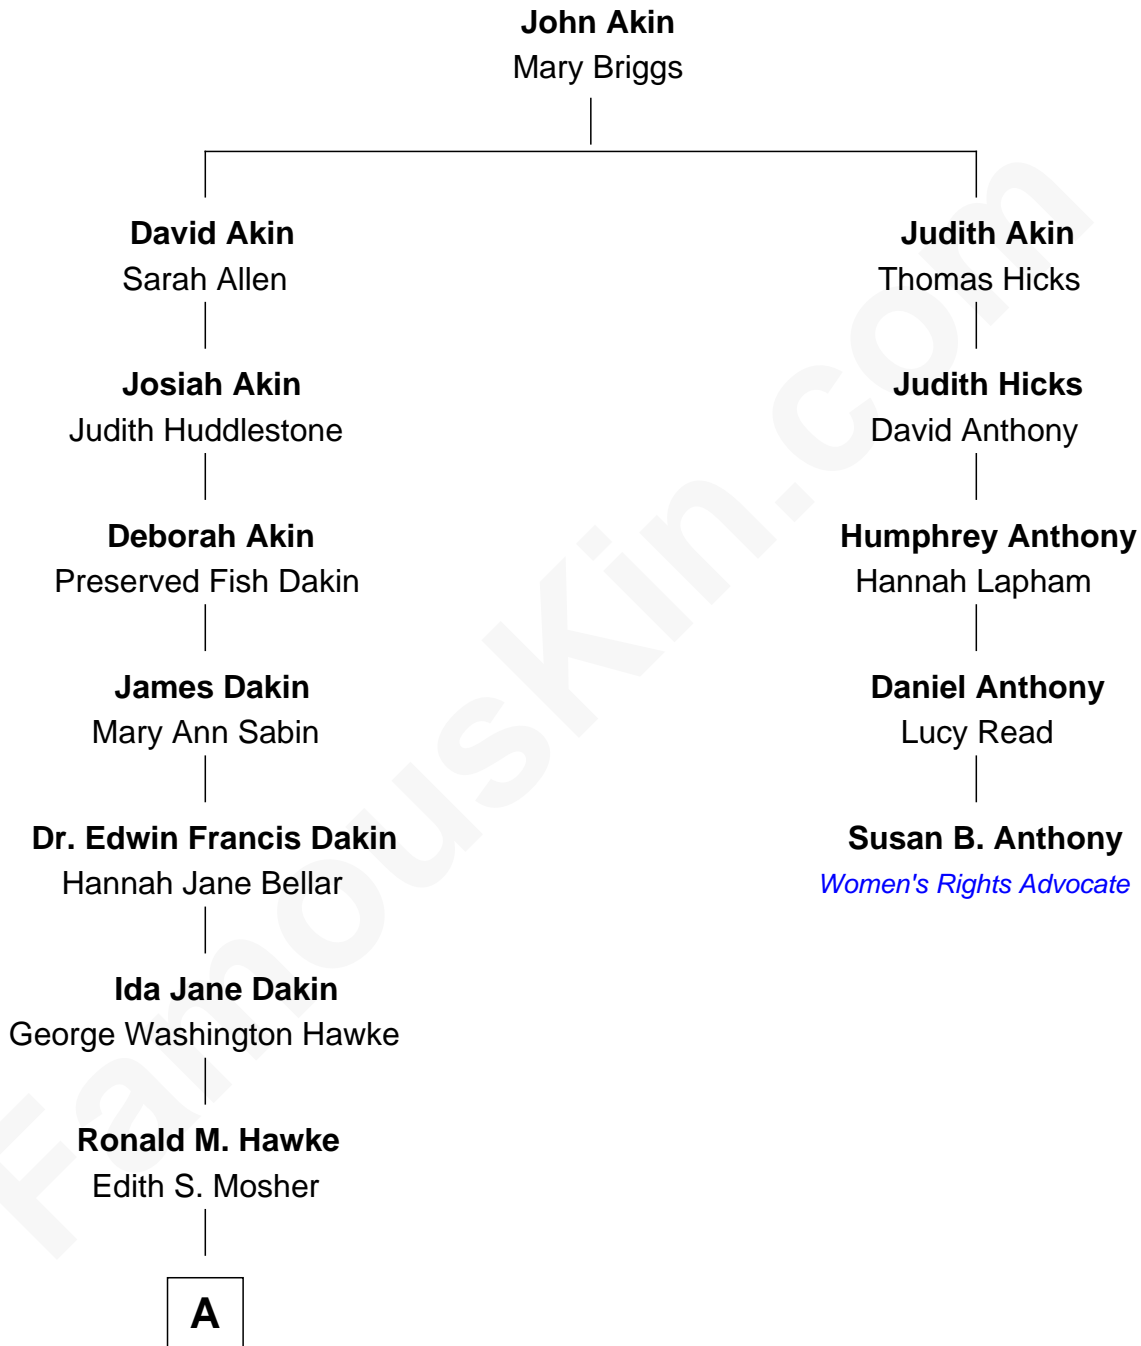 John Akin
Mary Briggs
David Akin
Sarah Allen
Judith Akin
Thomas Hicks
Josiah Akin
Judith Huddlestone
Judith Hicks
David Anthony
Deborah Akin
Preserved Fish Dakin
Humphrey Anthony
Hannah Lapham
James Dakin
Mary Ann Sabin
Daniel Anthony
Lucy Read
Dr. Edwin Francis Dakin
Hannah Jane Bellar
Susan B. Anthony
Women's Rights Advocate
Ida Jane Dakin
George Washington Hawke
Ronald M. Hawke
Edith S. Mosher
A
FamousKin.com